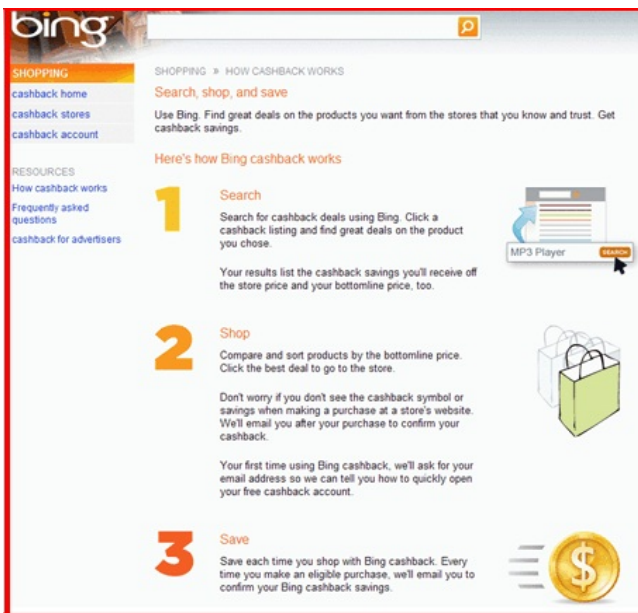 bing
SHOPPING
cashback home
cashback stores
cashback account
RESOURCES
How cashback works
Frequently asked
questions
cashback for advertisers
SHOPPING » HOW CASHBACK WORKS
Search, shop, and save
Use Bing. Find great deals on the products you want from the stores that you know and trust. Get
cashback savings.
Here's how Bing cashback works
1
Search
Search for cashback deals using Bing. Click a
cashback listing and find great deals on the product
you chose.
Your results list the cashback savings you'll receive off
the store price and your bottomline price, too.
MP3 Player SEARCH
2
Shop
Compare and sort products by the bottomline price.
Click the best deal to go to the store.
Don't worry if you don't see the cashback symbol or
savings when making a purchase at a store's website.
We'll email you after your purchase to confirm your
cashback.
Your first time using Bing cashback, we'll ask for your
email address so we can tell you how to quickly open
your free cashback account.
3
Save
Save each time you shop with Bing cashback. Every
time you make an eligible purchase, we'll email you to
confirm your Bing cashback savings.
$